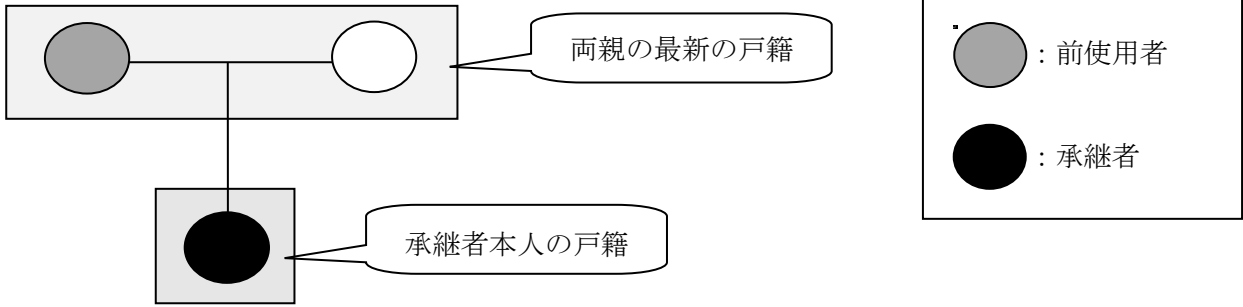 両親の最新の戸籍
：前使用者
：承継者
承継者本人の戸籍